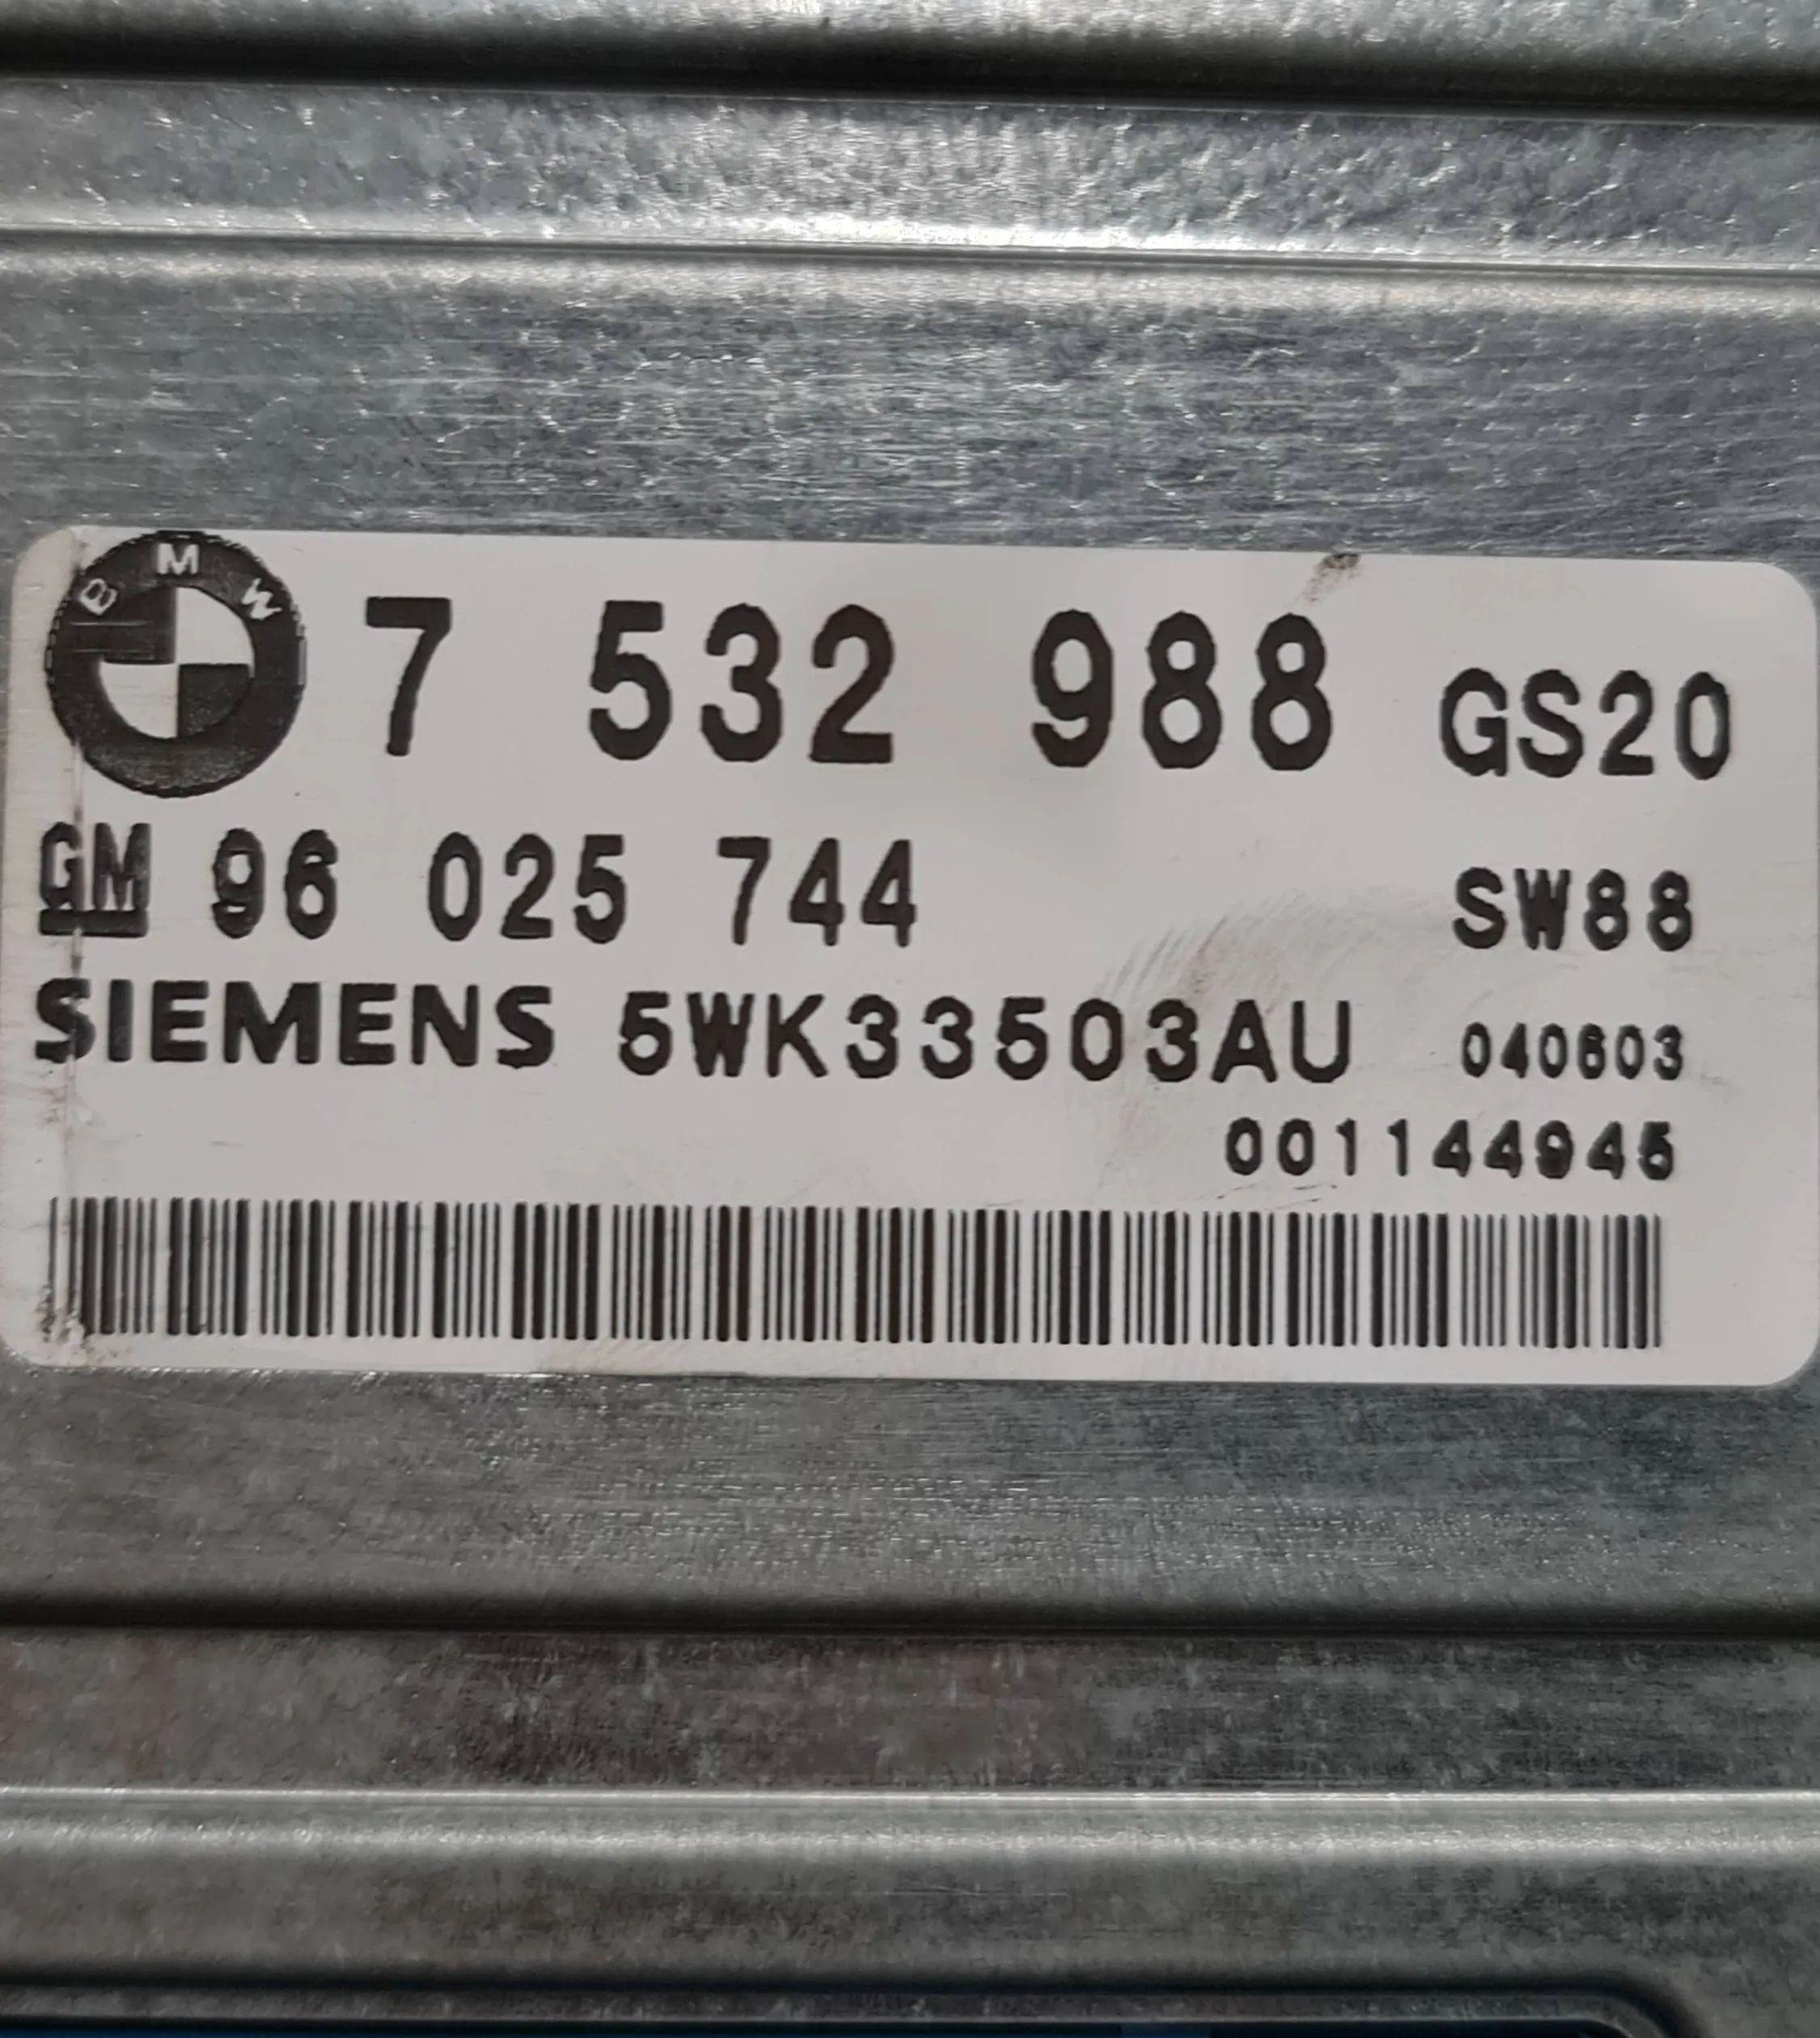 BMW 7 532 988 GS20
GM 96 025 744 SW88
SIEMENS 5WK33503AU 040603
001144945